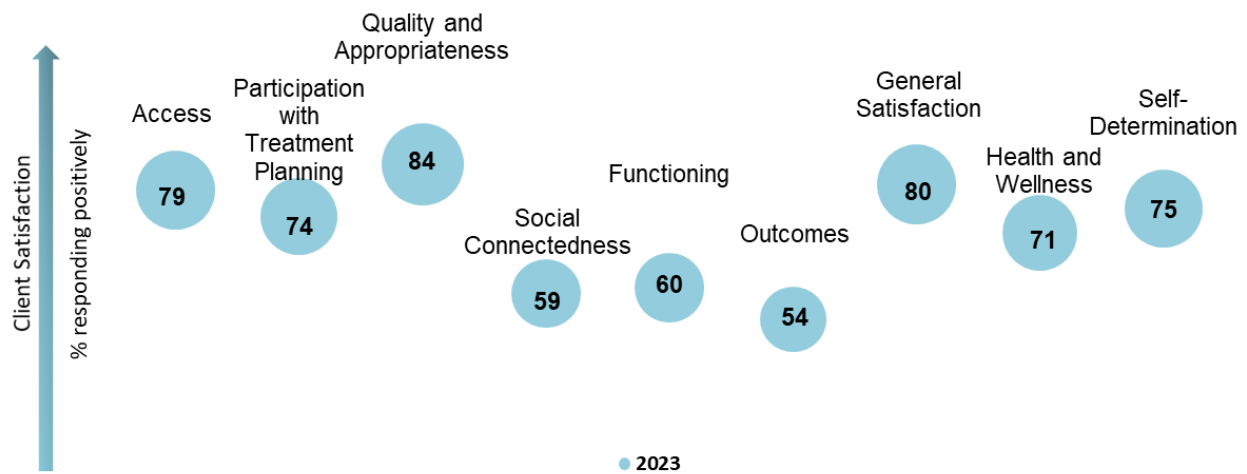 Client Satisfaction
% responding positively
Access
79
Participation
with
Treatment
Planning
74
Quality and
Appropriateness
84
Social
Connectedness
59
Functioning
60
Outcomes
54
General
Satisfaction
80
Health and
Wellness
71
Self-
Determination
75
2023